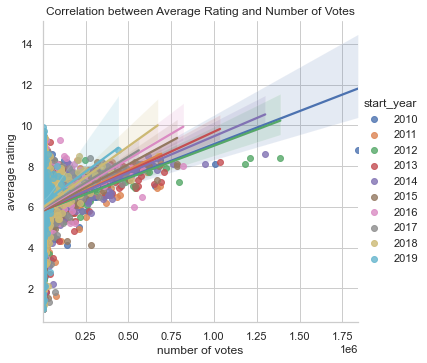 Correlation between Average Rating and Number of Votes
14
12
10
8
6
4
2
average rating
0.25 0.50 0.75 1.00 1.25 1.50 1.75
1e6
number of votes
start_year
2010
2011
2012
2013
2014
2015
2016
2017
2018
2019